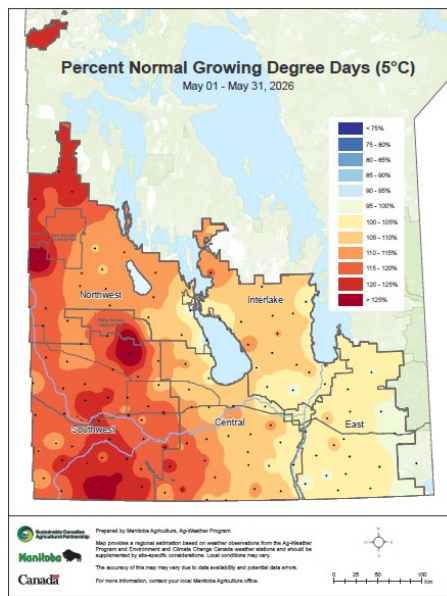 Percent Normal Growing Degree Days (5°C)
May 01 - May 31, 2026
< 75%
75 - 80%
80 - 85%
85 - 90%
90 - 95%
95 - 100%
100 - 105%
105 - 110%
110 - 115%
115 - 120%
120 - 125%
> 125%
Northwest
Interlake
Southwest
Central
East
Sustainable Canadian
Agricultural Partnership
Manitoba
Canada
Prepared by Manitoba Agriculture, Ag-Weather Program
Map provides a regional estimation based on weather observations from the Ag-Weather
Program and Environment and Climate Change Canada weather stations and should be
supplemented by site-specific considerations. Local conditions may vary.
The accuracy of this map may vary due to data availability and potential data errors.
For more information, contact your local Manitoba Agriculture office.
0 25 50 100
Km